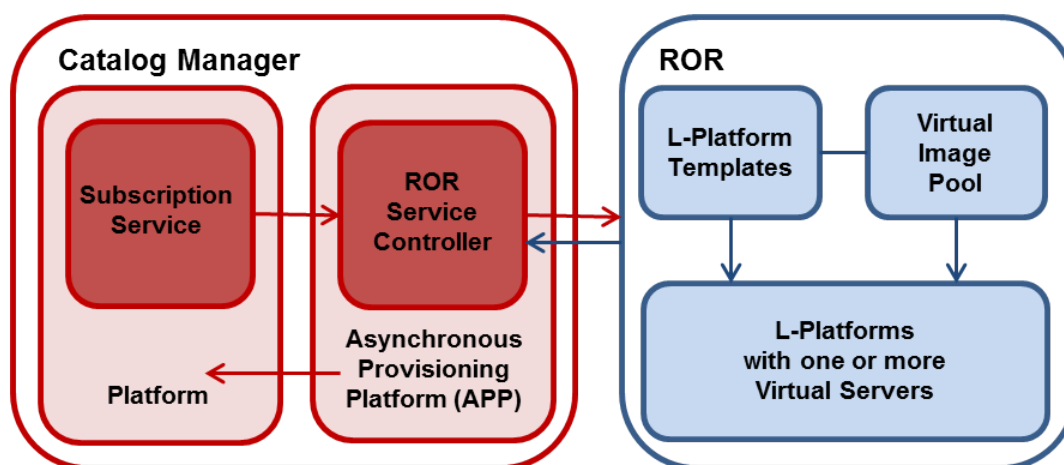 Catalog Manager
Subscription
Service
Platform
ROR
Service
Controller
Asynchronous
Provisioning
Platform (APP)
ROR
L-Platform
Templates
Virtual
Image
Pool
L-Platforms
with one or more
Virtual Servers